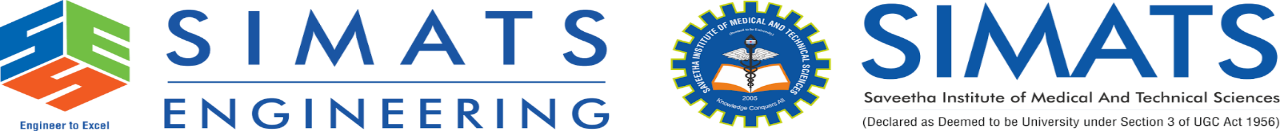 SES
Engineer to Excel
SIMATS
ENGINEERING
SAVEETHA INSTITUTE OF MEDICAL AND TECHNICAL SCIENCES
2005
Knowledge Conquers All
SIMATS
Saveetha Institute of Medical And Technical Sciences
(Declared as Deemed to be University under Section 3 of UGC Act 1956)